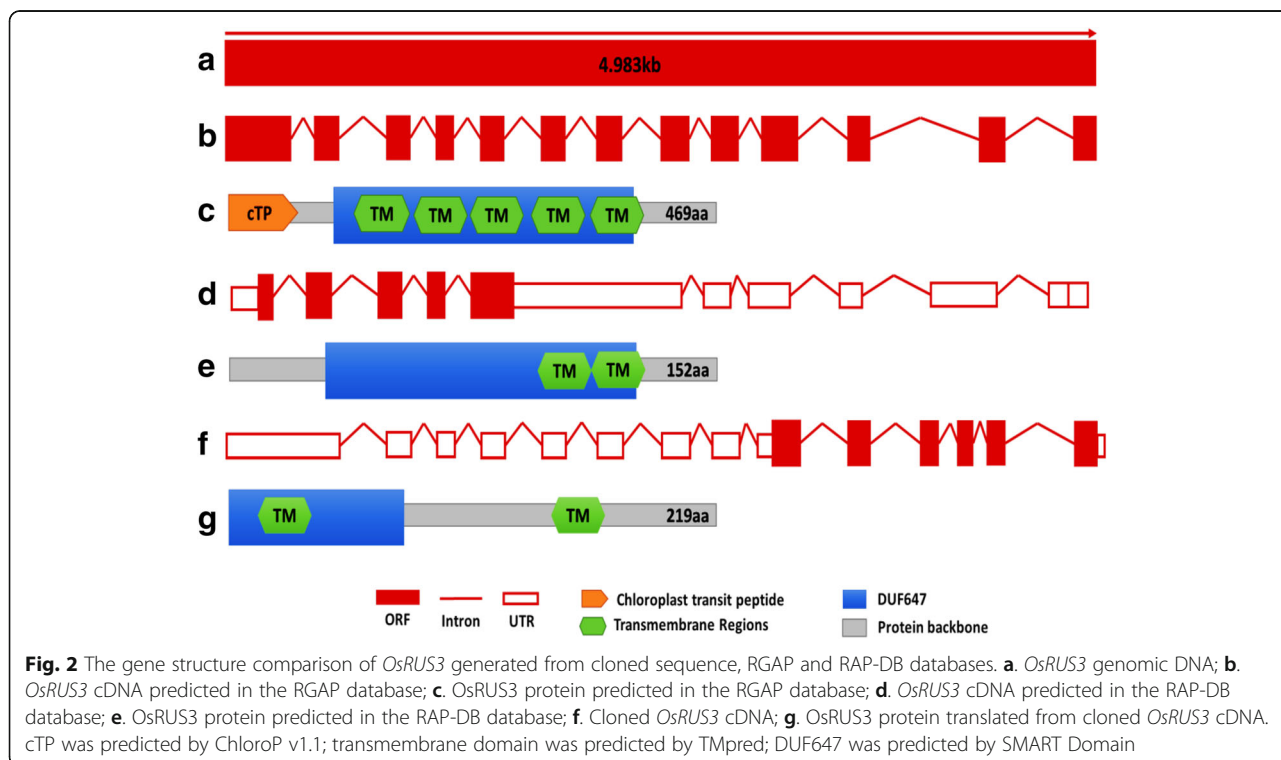 a
4.983kb
b
c
cTP
TM
TM
TM
TM
TM
469aa
d
e
TM
TM
152aa
f
g
TM
TM
219aa
ORF
Intron
UTR
Chloroplast transit peptide
Transmembrane Regions
DUF647
Protein backbone
Fig. 2 The gene structure comparison of OsRUS3 generated from cloned sequence, RGAP and RAP-DB databases. a. OsRUS3 genomic DNA; b.
OsRUS3 cDNA predicted in the RGAP database; c. OsRUS3 protein predicted in the RGAP database; d. OsRUS3 cDNA predicted in the RAP-DB
database; e. OsRUS3 protein predicted in the RAP-DB database; f. Cloned OsRUS3 cDNA; g. OsRUS3 protein translated from cloned OsRUS3 cDNA.
cTP was predicted by ChloroP v1.1; transmembrane domain was predicted by TMpred; DUF647 was predicted by SMART Domain